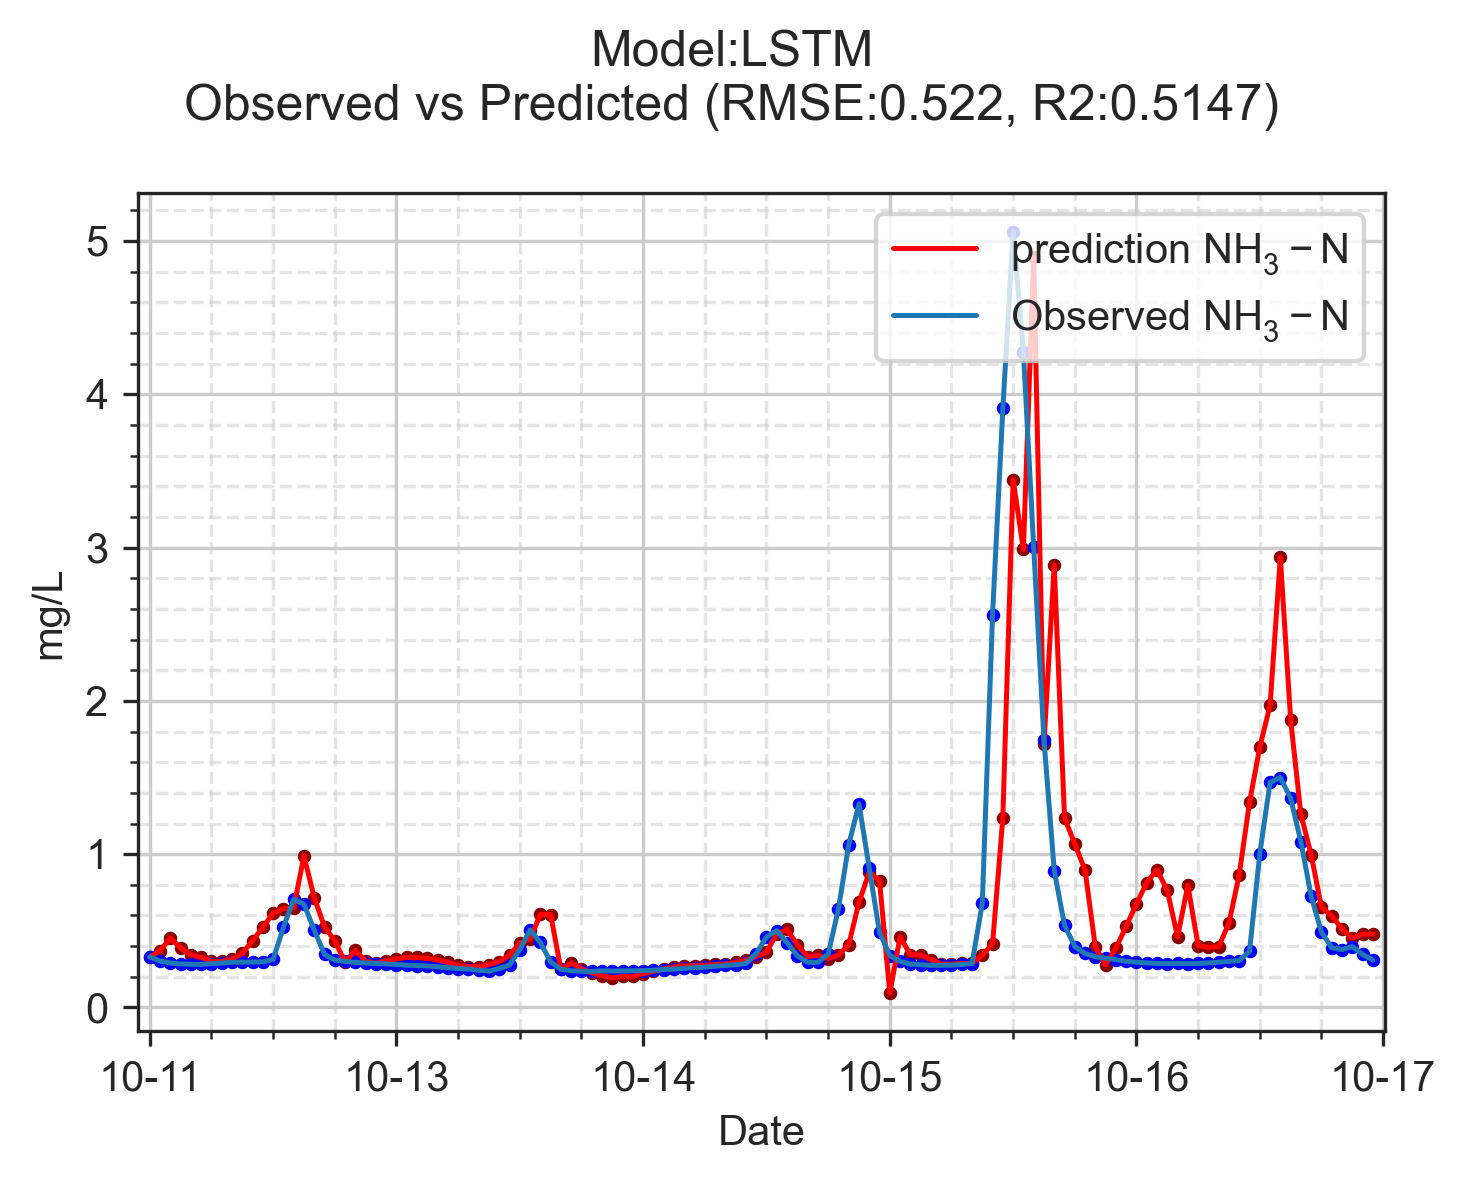 Model:LSTM
Observed vs Predicted (RMSE:0.522, R2:0.5147)
prediction NH₃ − N
Observed NH₃ − N
mg/L
5
4
3
2
1
0
10-11 10-13 10-14 10-15 10-16 10-17
Date